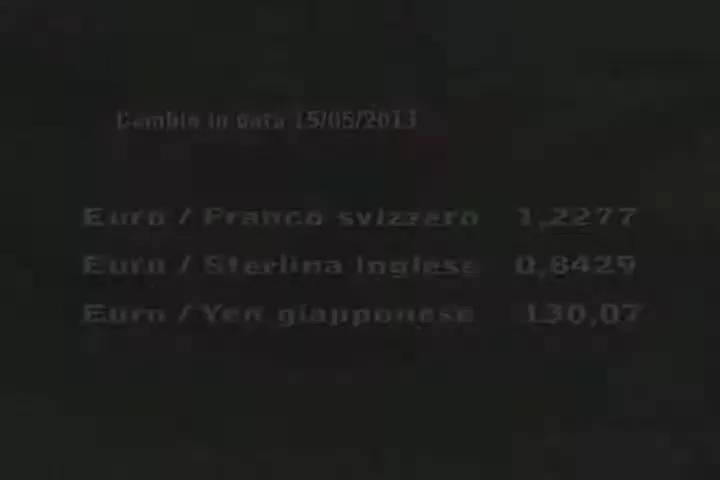 Cambio in data 15/05/2013
Euro / Franco svizzero 1,2277
Euro / Sterlina inglese 0,8429
Euro / Yen giapponese 130,07